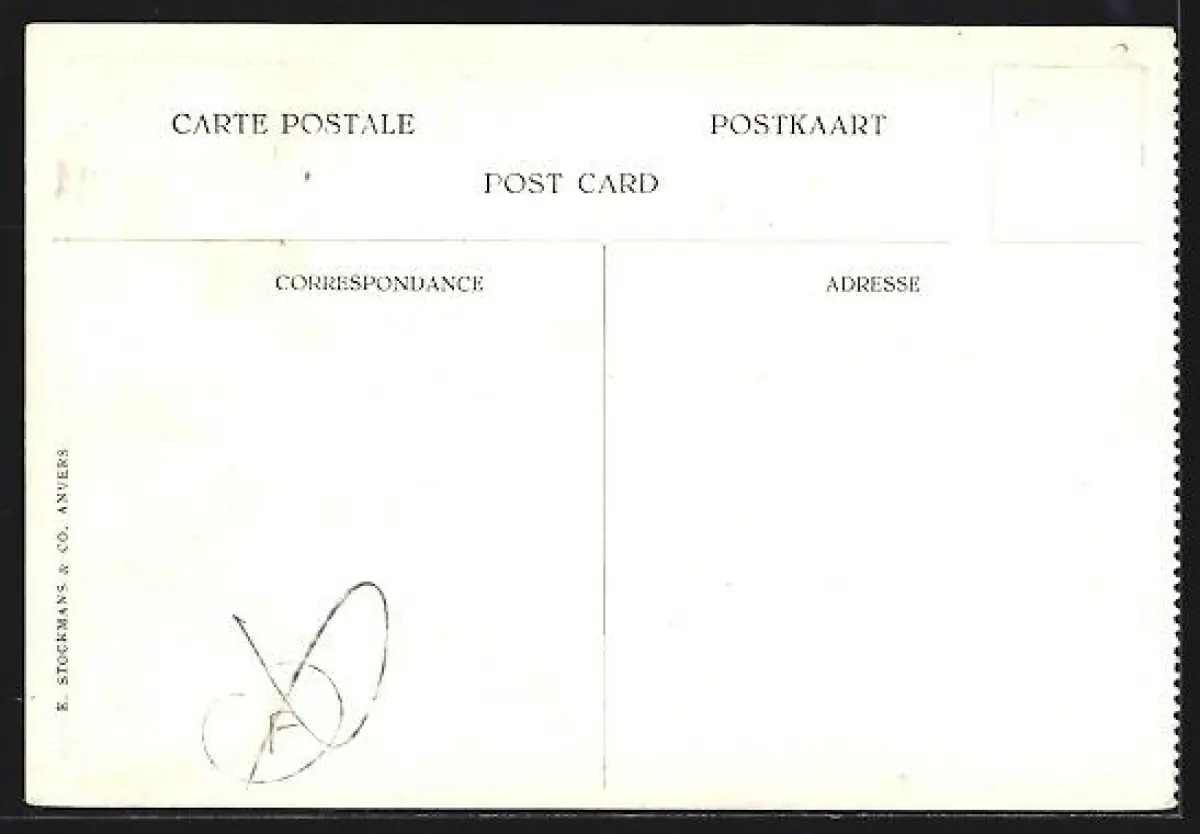 CARTE POSTALE
POSTKAART
POST CARD
CORRESPONDANCE
ADRESSE
E. STOCKMANS & CO. ANVERS
F